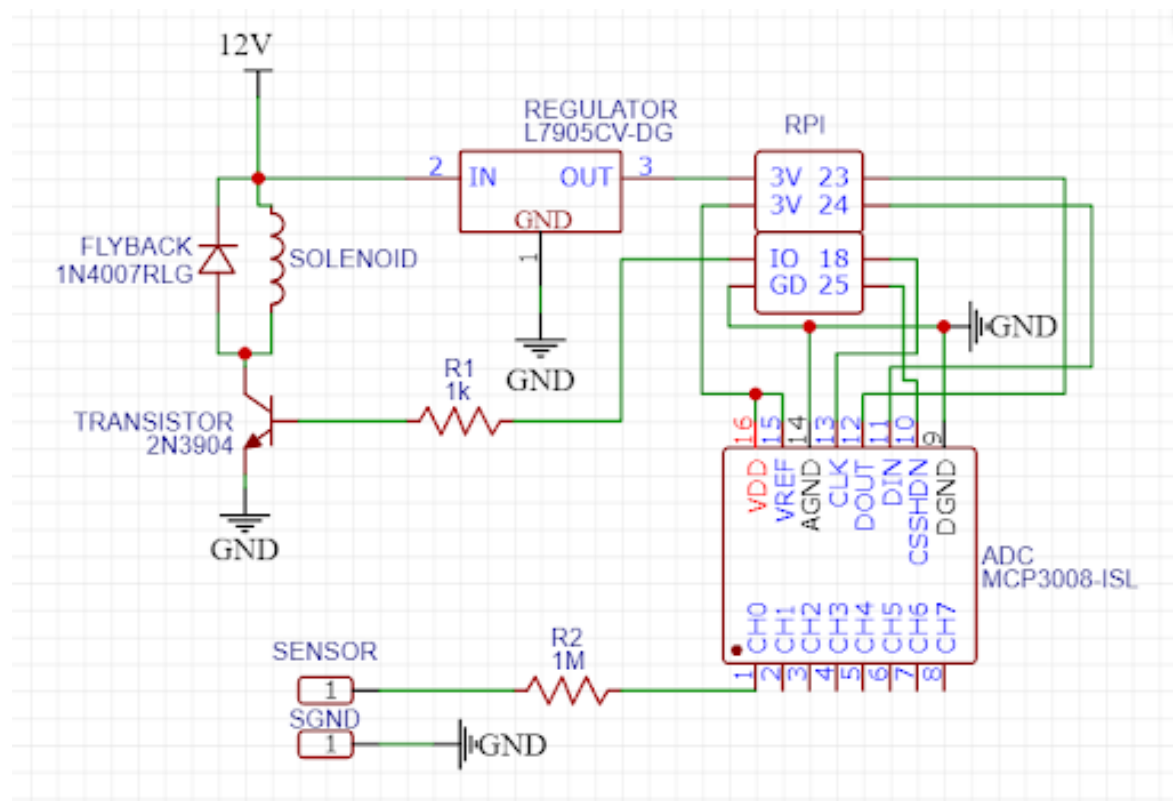 12V
REGULATOR
L7905CV-DG
RPI
2 IN OUT 3
GND
1
3V 23
3V 24
IO 18
GD 25
FLYBACK
1N4007RLG
SOLENOID
GND
GND
R1
1k
TRANSISTOR
2N3904
GND
16 15 14 13 12 11 10 9
VDD VREF AGND CLK DOUT DIN CSSHDN DGND
ADC
MCP3008-ISL
CH0 CH1 CH2 CH3 CH4 CH5 CH6 CH7
1 2 3 4 5 6 7 8
SENSOR
1
R2
1M
SGND
1
GND